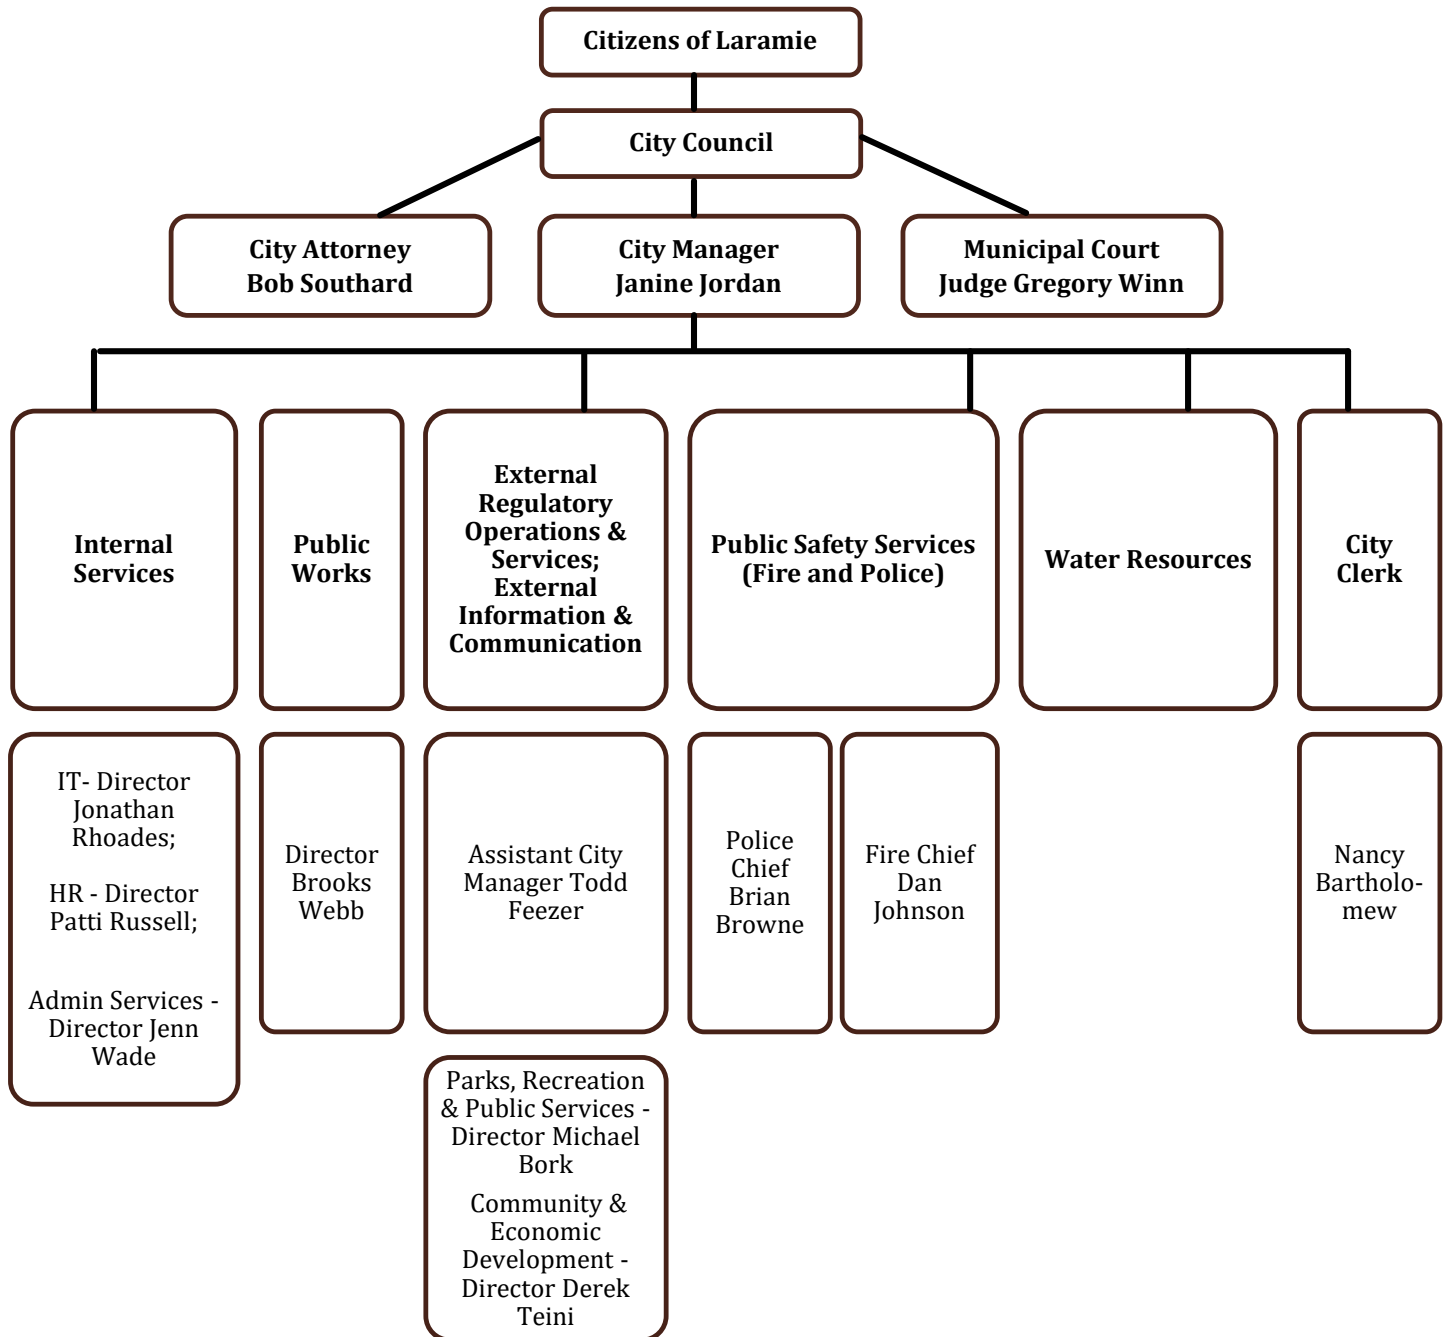 Citizens of Laramie
City Council
City Attorney
Bob Southard
City Manager
Janine Jordan
Municipal Court
Judge Gregory Winn
Internal
Services
Public
Works
External
Regulatory
Operations &
Services;
External
Information &
Communication
Public Safety Services
(Fire and Police)
Water Resources
City
Clerk
IT- Director
Jonathan
Rhoades;
HR - Director
Patti Russell;
Admin Services -
Director Jenn
Wade
Director
Brooks
Webb
Assistant City
Manager Todd
Feezer
Police
Chief
Brian
Browne
Fire Chief
Dan
Johnson
Nancy
Bartholo-
mew
Parks, Recreation
& Public Services -
Director Michael
Bork
Community &
Economic
Development -
Director Derek
Teini